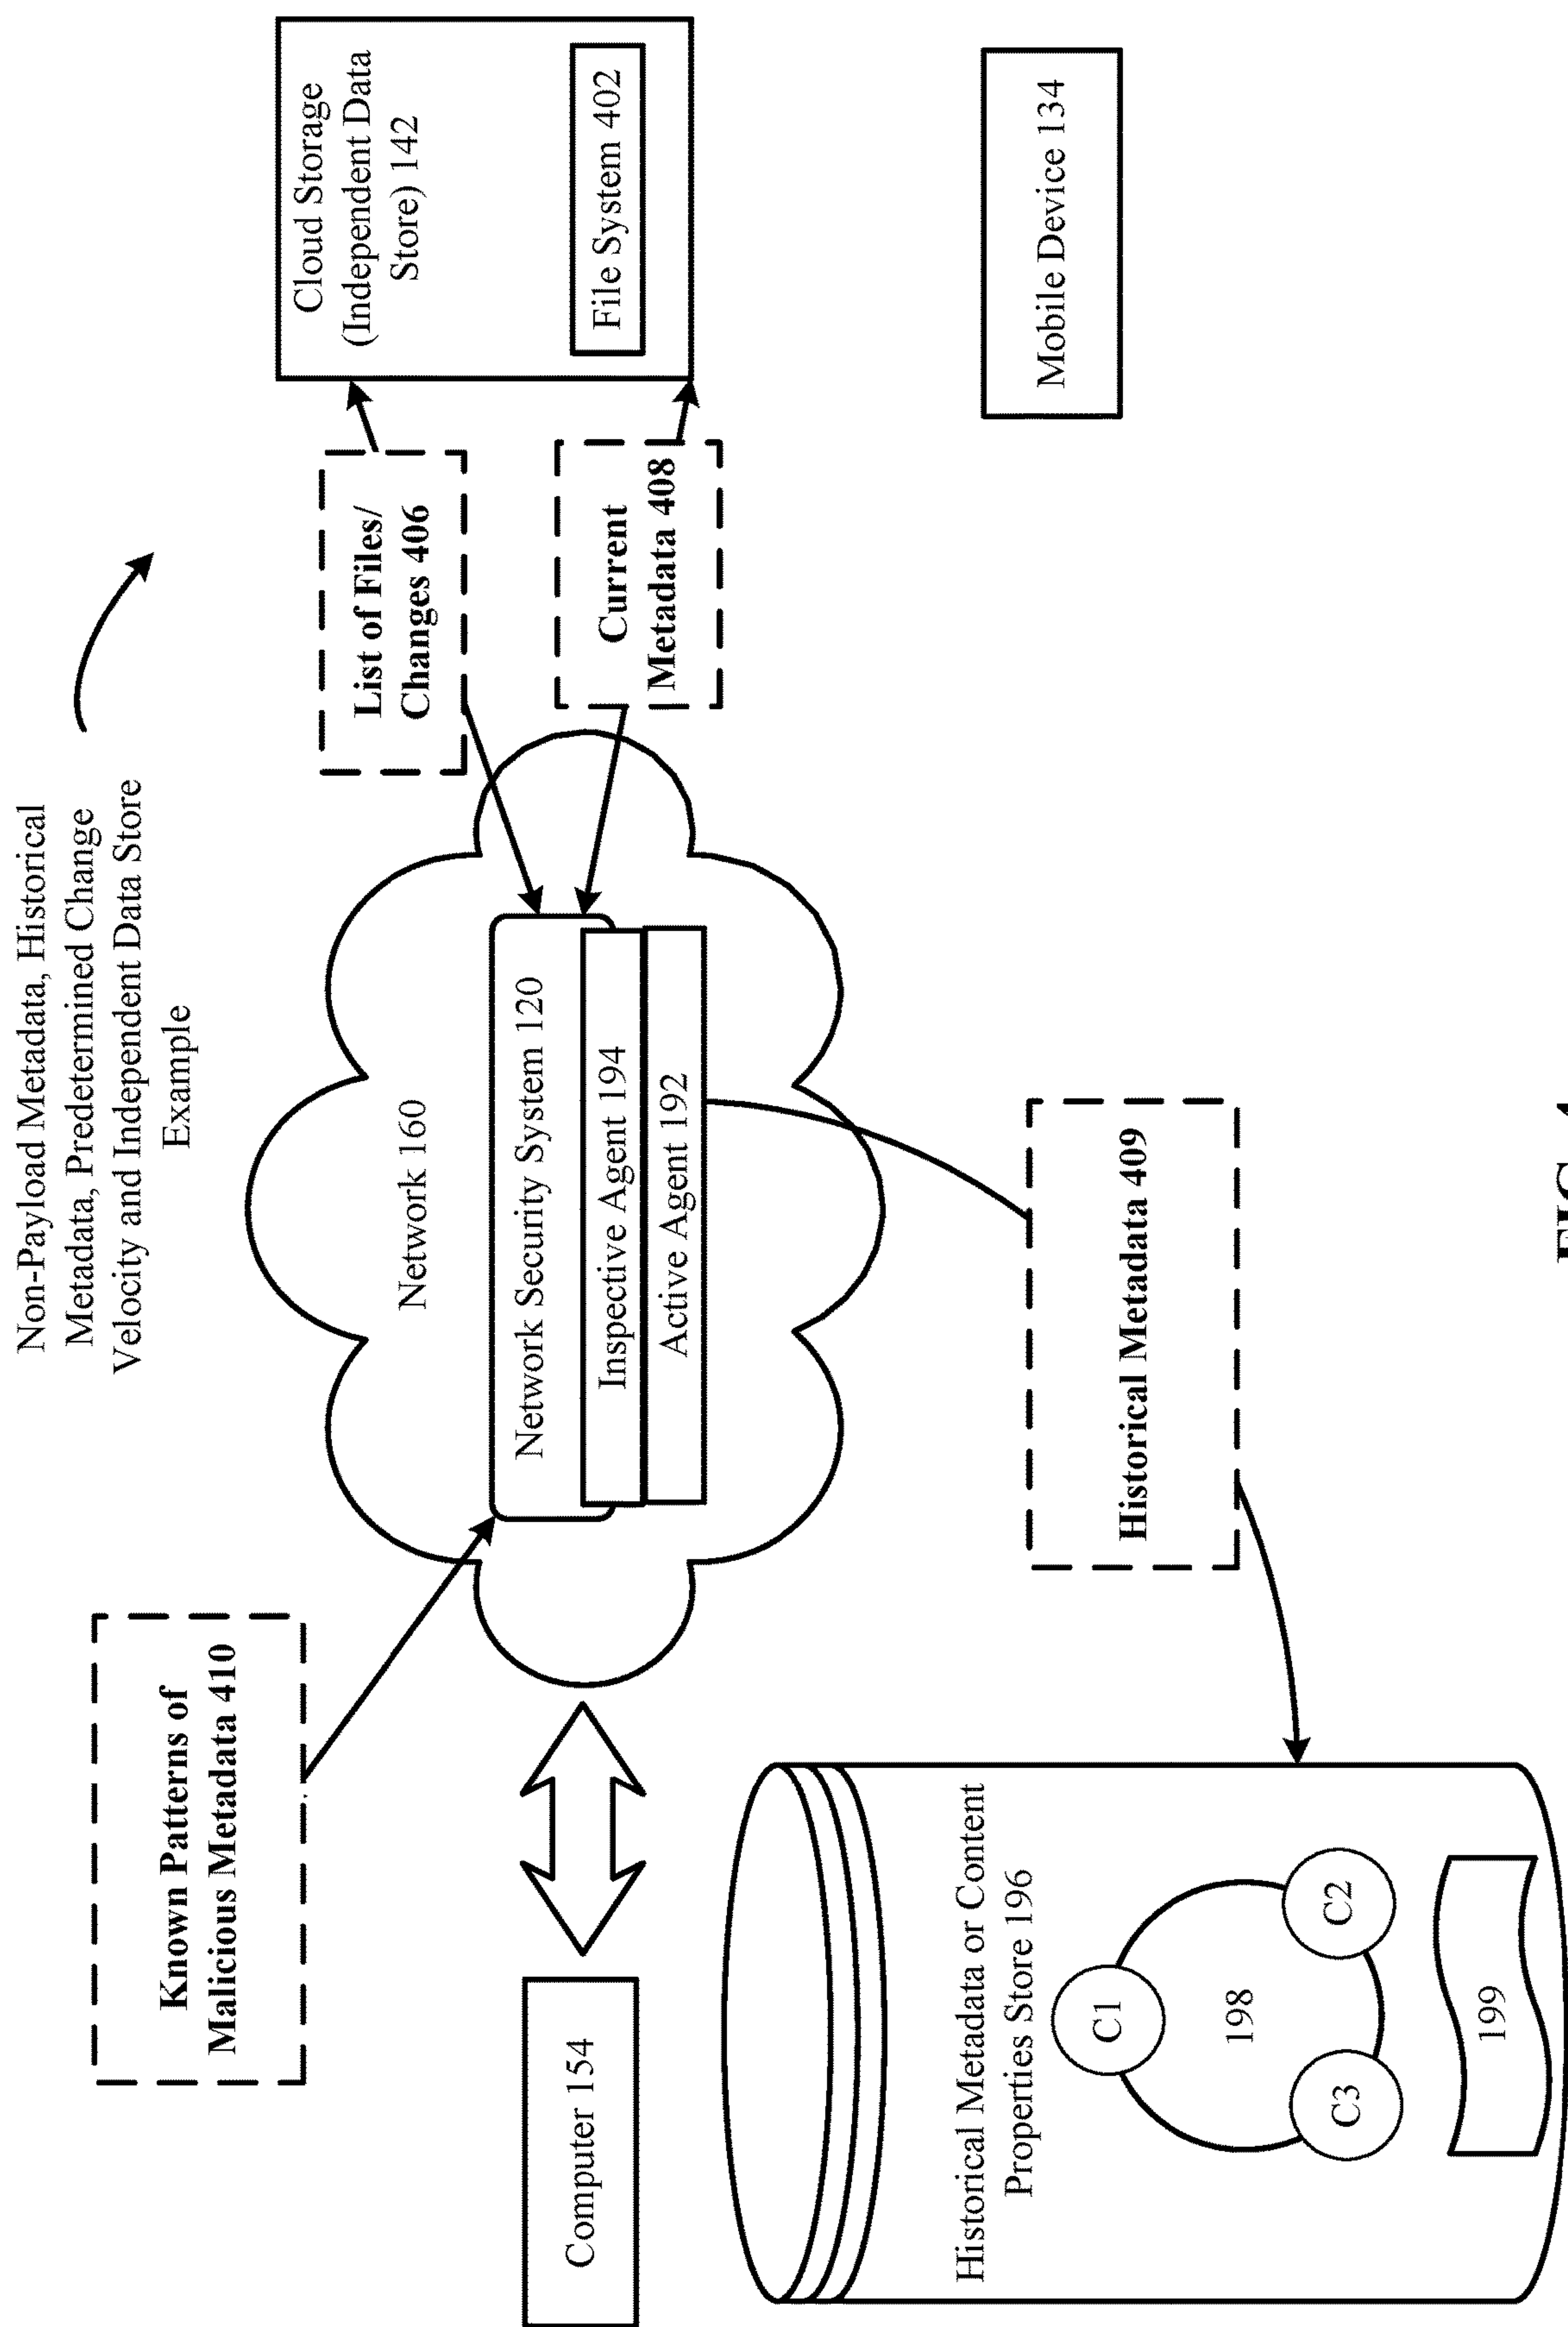 Non-Payload Metadata, Historical
Metadata, Predetermined Change
Velocity and Independent Data Store
Example
Known Patterns of
Malicious Metadata 410
List of Files/
Changes 406
Cloud Storage
(Independent Data
Store) 142
File System 402
Current
Metadata 408
Network 160
Network Security System 120
Inspective Agent 194
Active Agent 192
Computer 154
Mobile Device 134
Historical Metadata 409
Historical Metadata or Content
Properties Store 196
C1
198
C2
C3
199